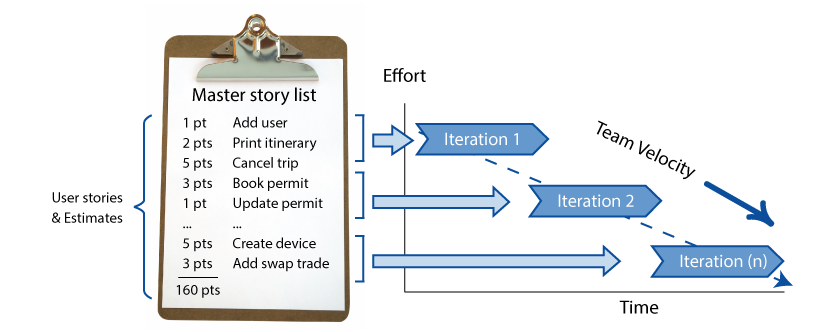 Master story list
1 pt Add user
2 pts Print itinerary
5 pts Cancel trip
3 pts Book permit
1 pt Update permit
... ...
5 pts Create device
3 pts Add swap trade
160 pts
User stories
& Estimates
Effort
Iteration 1
Iteration 2
Iteration (n)
Team Velocity
Time